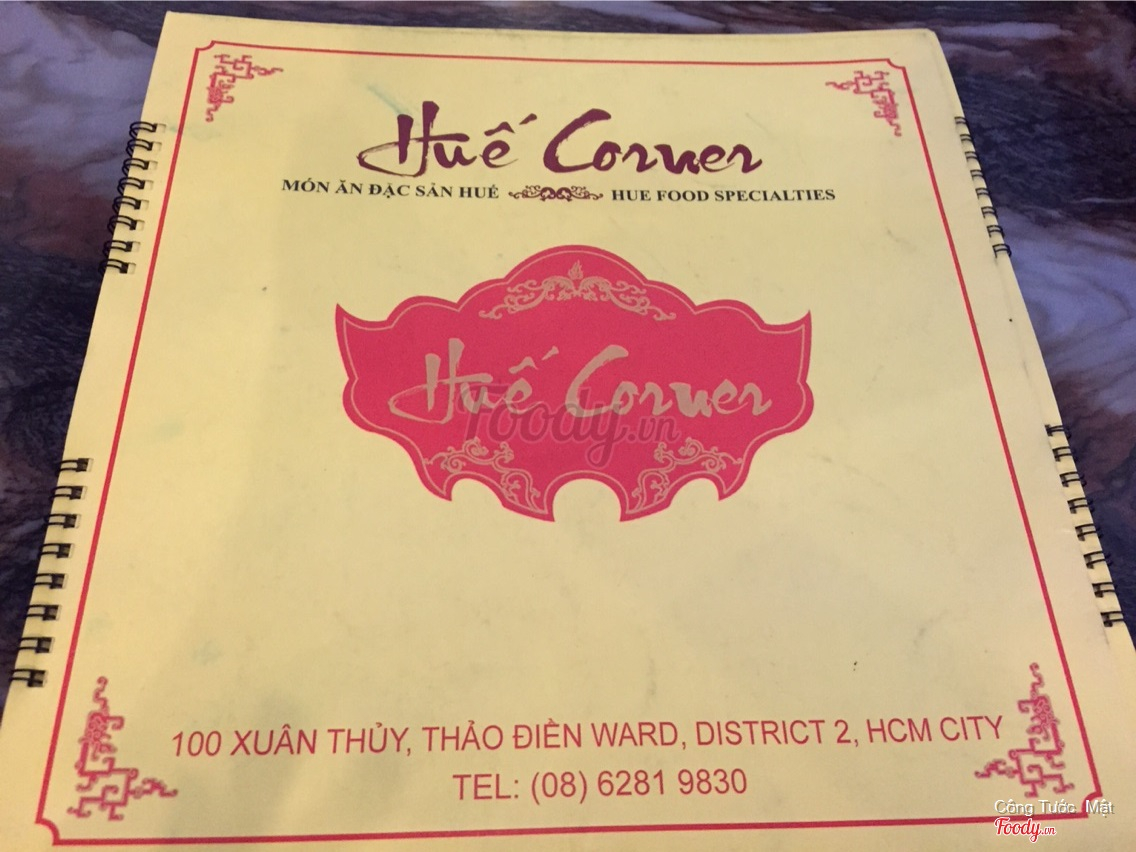 Huế Corner
MÓN ĂN ĐẶC SẢN HUẾ HUE FOOD SPECIALTIES
Huế Corner
Foody.vn
100 XUÂN THỦY, THẢO ĐIỀN WARD, DISTRICT 2, HCM CITY
TEL: (08) 6281 9830
Công Tước Mật
Foody.vn